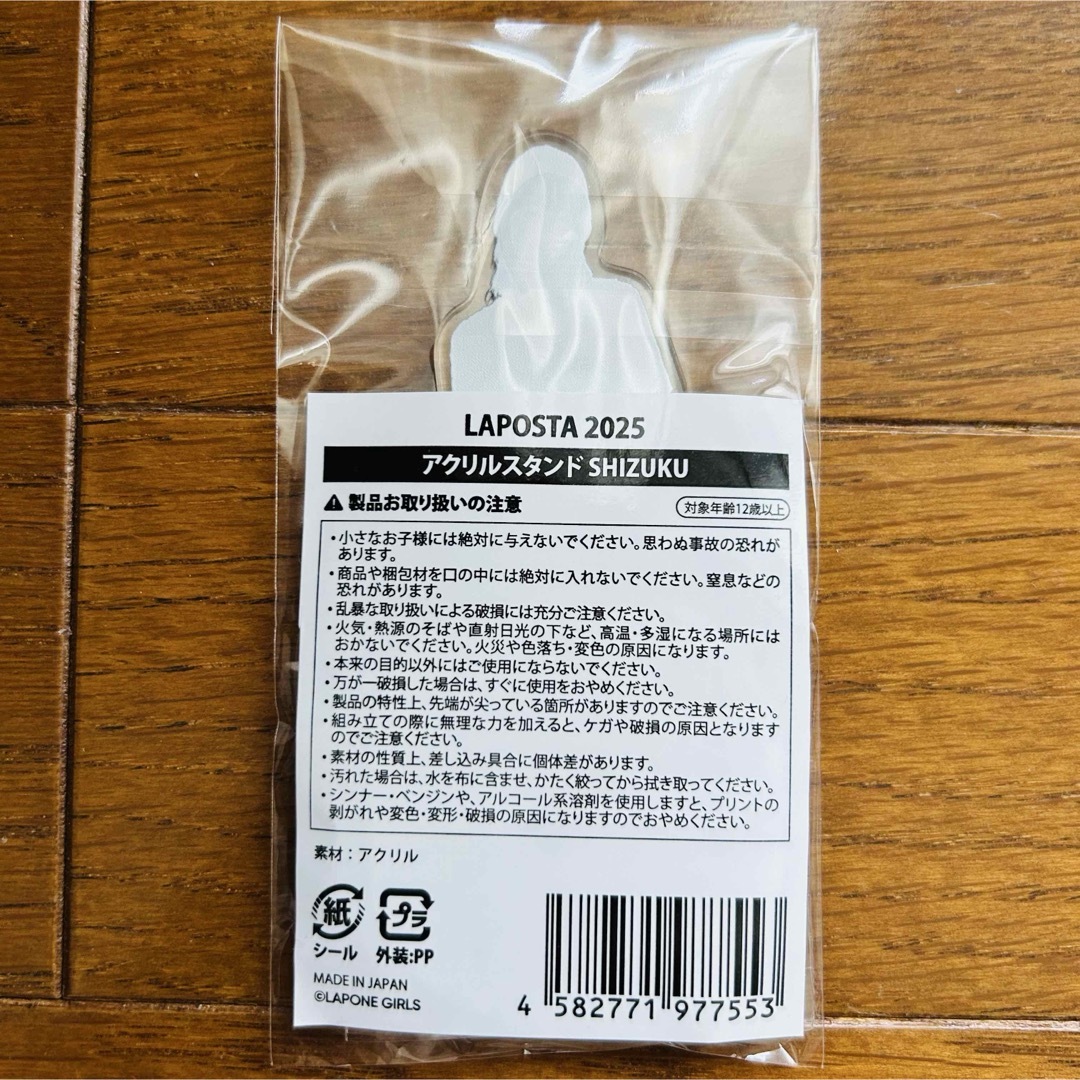 LAPOSTA 2025
アクリルスタンド SHIZUKU
製品お取り扱いの注意
対象年齢12歳以上
・小さなお子様には絶対に与えないでください。思わぬ事故の恐れが
あります。
・商品や梱包材を口の中には絶対に入れないでください。窒息などの
恐れがあります。
・乱暴な取り扱いによる破損には充分ご注意ください。
・火気・熱源のそばや直射日光の下など、高温・多湿になる場所には
おかないでください。火災や色落ち・変色の原因になります。
・本来の目的以外にはご使用にならないでください。
・万が一破損した場合は、すぐに使用をおやめください。
・製品の特性上、先端が尖っている箇所がありますのでご注意ください。
・組み立ての際に無理な力を加えると、ケガや破損の原因となります
のでご注意ください。
・素材の性質上、差し込み具合に個体差があります。
・汚れた場合は、水を布に含ませ、かたく絞ってから拭き取ってください。
・シンナー・ベンジンや、アルコール系溶剤を使用しますと、プリントの
剥がれや変色・変形・破損の原因になりますのでおやめください。
素材：アクリル
紙
プラ
シール
外装:PP
MADE IN JAPAN
©LAPONE GIRLS
4 582771 977553